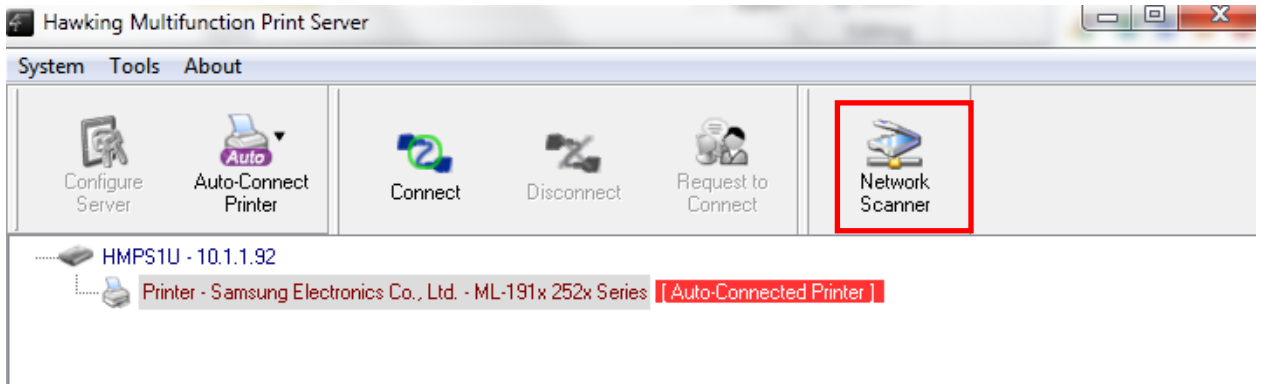 Hawking Multifunction Print Server
System Tools About
Configure Server
Auto
Auto-Connect Printer
Connect
Disconnect
Request to Connect
Network Scanner
HMPS1U - 10.1.1.92
Printer - Samsung Electronics Co., Ltd. - ML-191x 252x Series [ Auto-Connected Printer ]